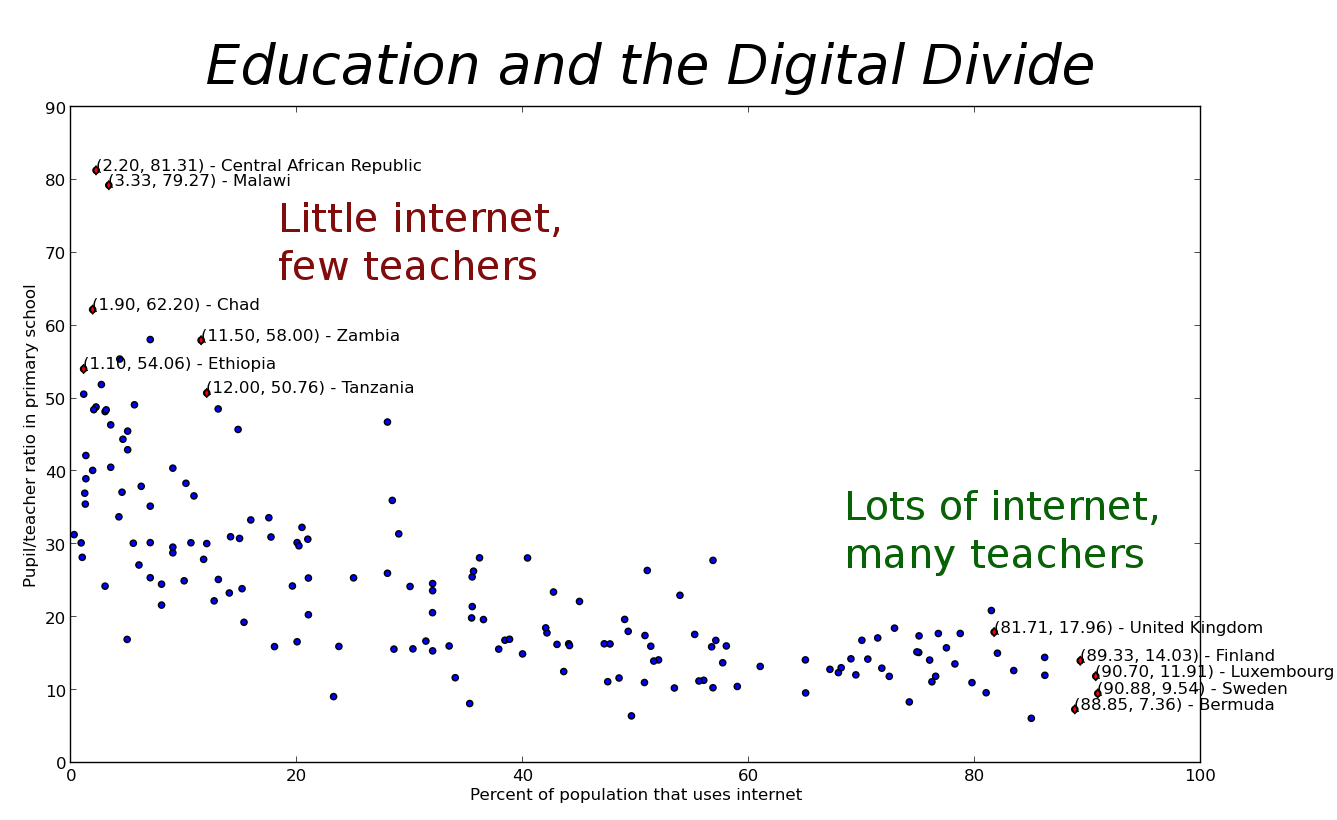 Education and the Digital Divide
90
80
70
60
50
40
30
20
10
0
Pupil/teacher ratio in primary school
(2.20, 81.31) - Central African Republic
(3.33, 79.27) - Malawi
Little internet,
few teachers
(1.90, 62.20) - Chad
(11.50, 58.00) - Zambia
(1.10, 54.06) - Ethiopia
(12.00, 50.76) - Tanzania
Lots of internet,
many teachers
(81.71, 17.96) - United Kingdom
(89.33, 14.03) - Finland
(90.70, 11.91) - Luxembourg
(90.88, 9.54) - Sweden
(88.85, 7.36) - Bermuda
0 20 40 60 80 100
Percent of population that uses internet